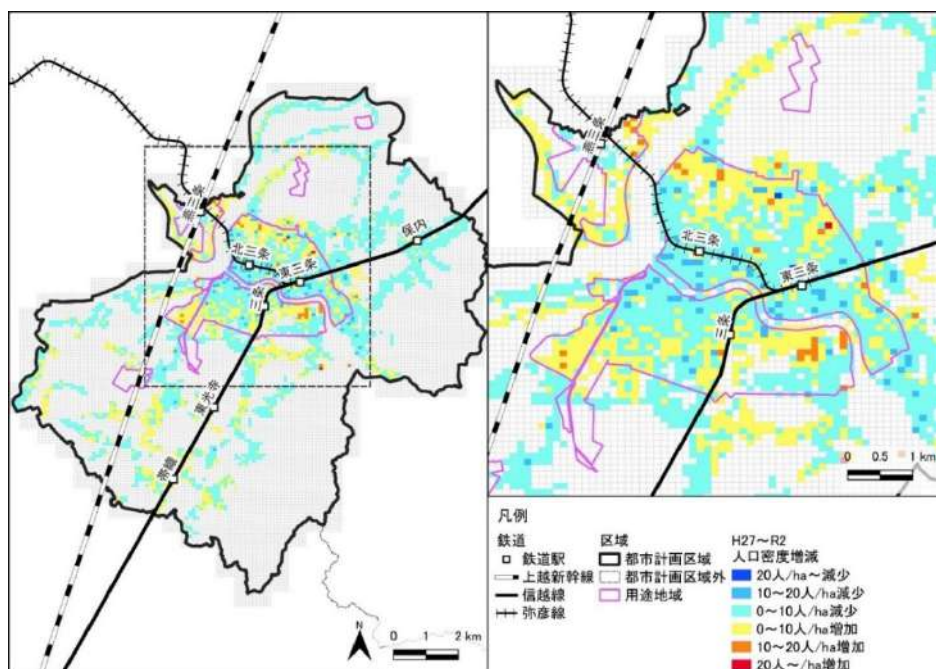 燕三条
北三条
東三条
保内
三条
東光寺
帯織
N
0 1 2 km
燕三条
北三条
東三条
三条
0 0.5 1 km
凡例
鉄道
鉄道駅
上越新幹線
信越線
弥彦線
区域
都市計画区域
都市計画区域外
用途地域
H27~R2
人口密度増減
20人/ha~減少
10~20人/ha減少
0~10人/ha減少
0~10人/ha増加
10~20人/ha増加
20人~/ha増加